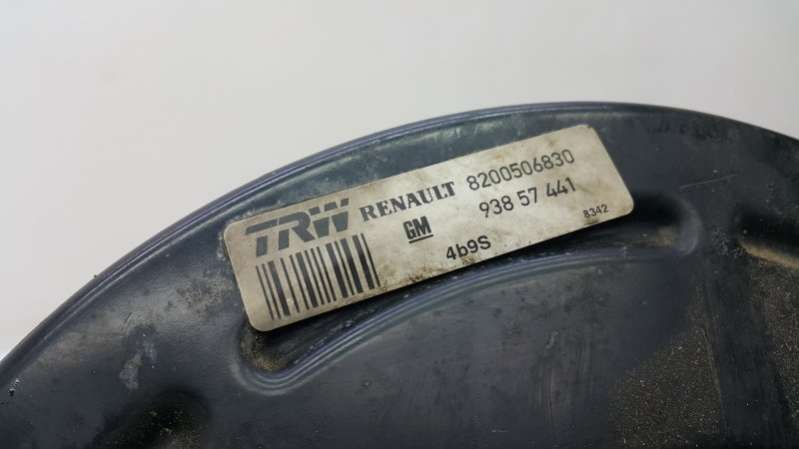 TRW RENAULT 8200506830
GM 938 57 441
4b9S 8342